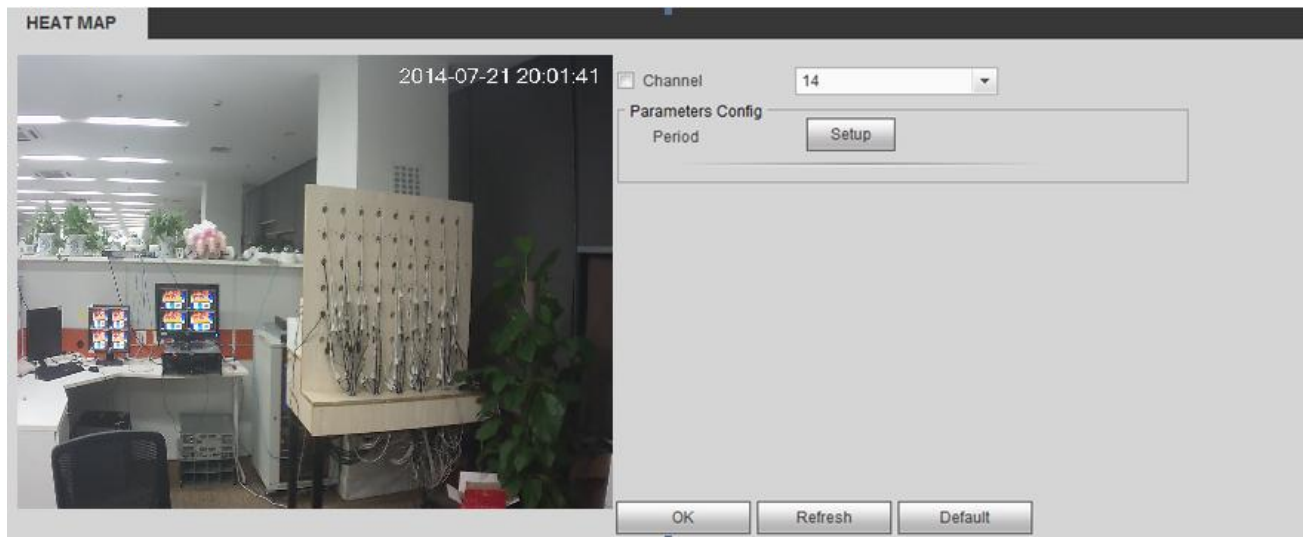 HEAT MAP
2014-07-21 20:01:41
Channel 14
Parameters Config
Period Setup
OK Refresh Default